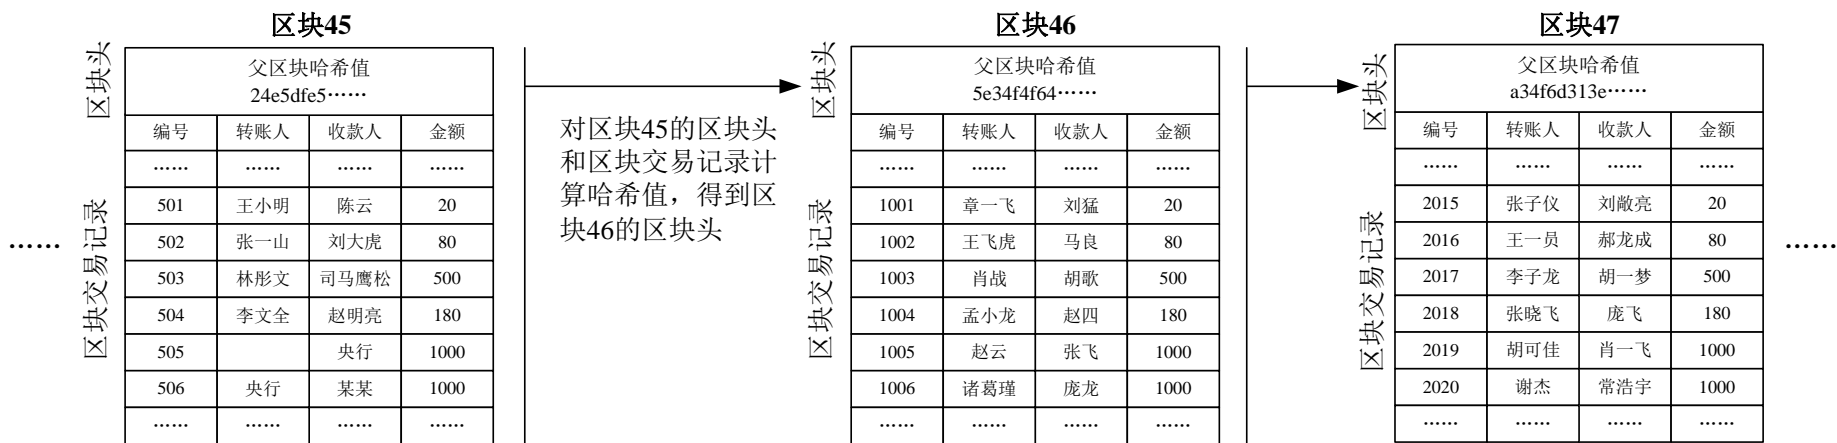 ……
区块45
区块头
父区块哈希值
24e5dfe5……
区块交易记录
编号 转账人 收款人 金额
…… …… …… ……
501 王小明 陈云 20
502 张一山 刘大虎 80
503 林彤文 司马鹰松 500
504 李文全 赵明亮 180
505 央行 1000
506 央行 某某 1000
…… …… …… ……
对区块45的区块头
和区块交易记录计
算哈希值，得到区
块46的区块头
区块46
区块头
父区块哈希值
5e34f4f64……
区块交易记录
编号 转账人 收款人 金额
…… …… …… ……
1001 章一飞 刘猛 20
1002 王飞虎 马良 80
1003 肖战 胡歌 500
1004 孟小龙 赵四 180
1005 赵云 张飞 1000
1006 诸葛瑾 庞龙 1000
…… …… …… ……
区块47
区块头
父区块哈希值
a34f6d313e……
区块交易记录
编号 转账人 收款人 金额
…… …… …… ……
2015 张子仪 刘敞亮 20
2016 王一员 郝龙成 80
2017 李子龙 胡一梦 500
2018 张晓飞 庞飞 180
2019 胡可佳 肖一飞 1000
2020 谢杰 常浩宇 1000
…… …… …… ……
……